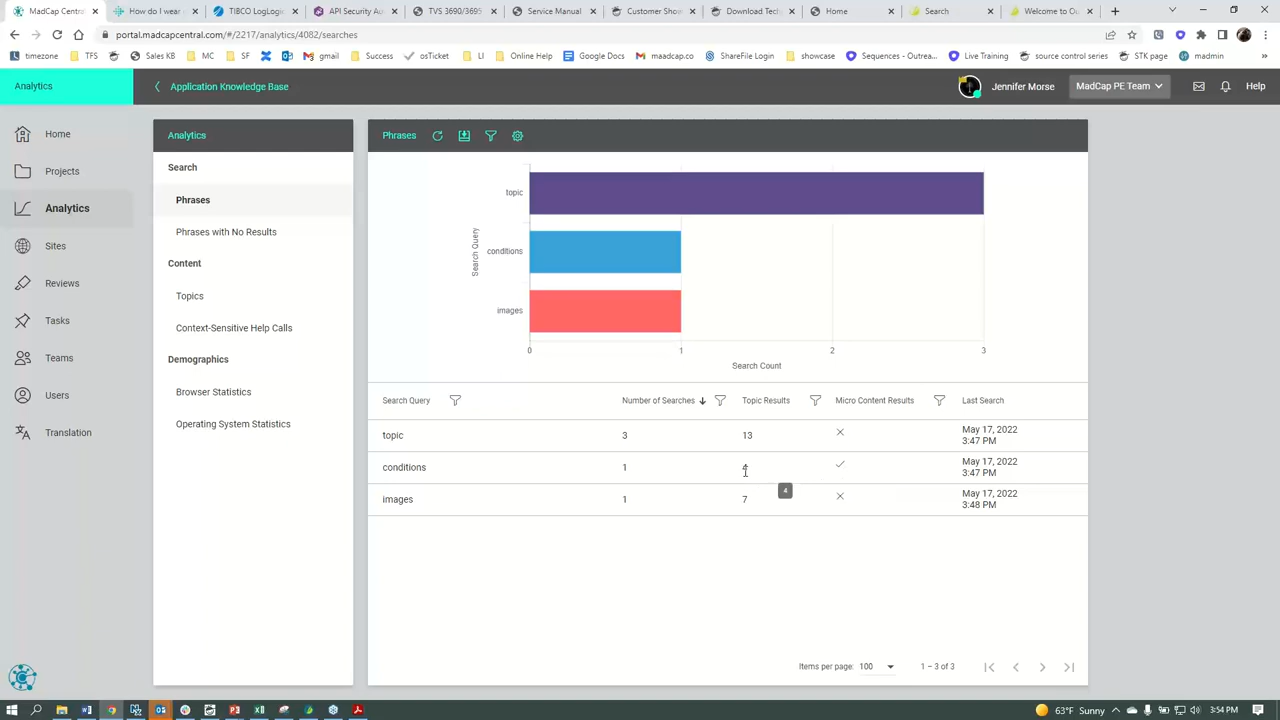 MadCap Central
How do I wear
TIBCO LogLogic
API Security Aut
TVS 3690/3695
Service Manual
Customer Show
Download Tech
Home
Search
Welcome to Ou
portal.madcapcentral.com/#/2217/analytics/4082/searches
timezone
TFS
Sales KB
MC
SF
gmail
Success
osTicket
LI
Online Help
Google Docs
maadcap.co
ShareFile Login
showcase
Sequences - Outrea...
Live Training
source control series
STK page
madmin
»
Analytics
Application Knowledge Base
Jennifer Morse
MadCap PE Team
Help
Home
Projects
Analytics
Sites
Reviews
Tasks
Teams
Users
Translation
Analytics
Search
Phrases
Phrases with No Results
Content
Topics
Context-Sensitive Help Calls
Demographics
Browser Statistics
Operating System Statistics
Phrases
Search Query
topic
conditions
images
0 1 2 3
Search Count
Search Query Number of Searches Topic Results Micro Content Results Last Search
topic 3 13 May 17, 2022
3:47 PM
conditions 1 4 May 17, 2022
3:47 PM
4
images 1 7 May 17, 2022
3:48 PM
Items per page: 100 1 – 3 of 3
63°F Sunny 3:54 PM